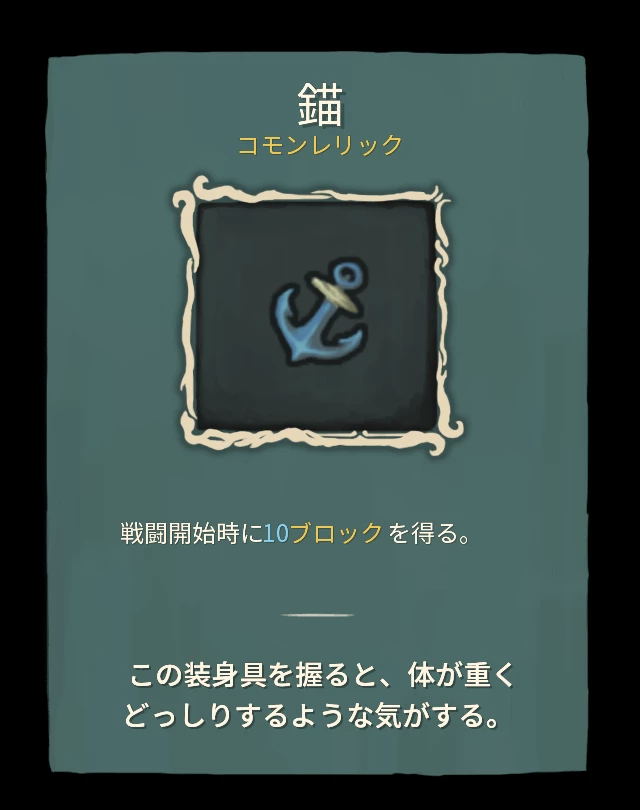 錨
コモンレリック
戦闘開始時に10ブロックを得る。
この装身具を握ると、体が重く
どっしりするような気がする。